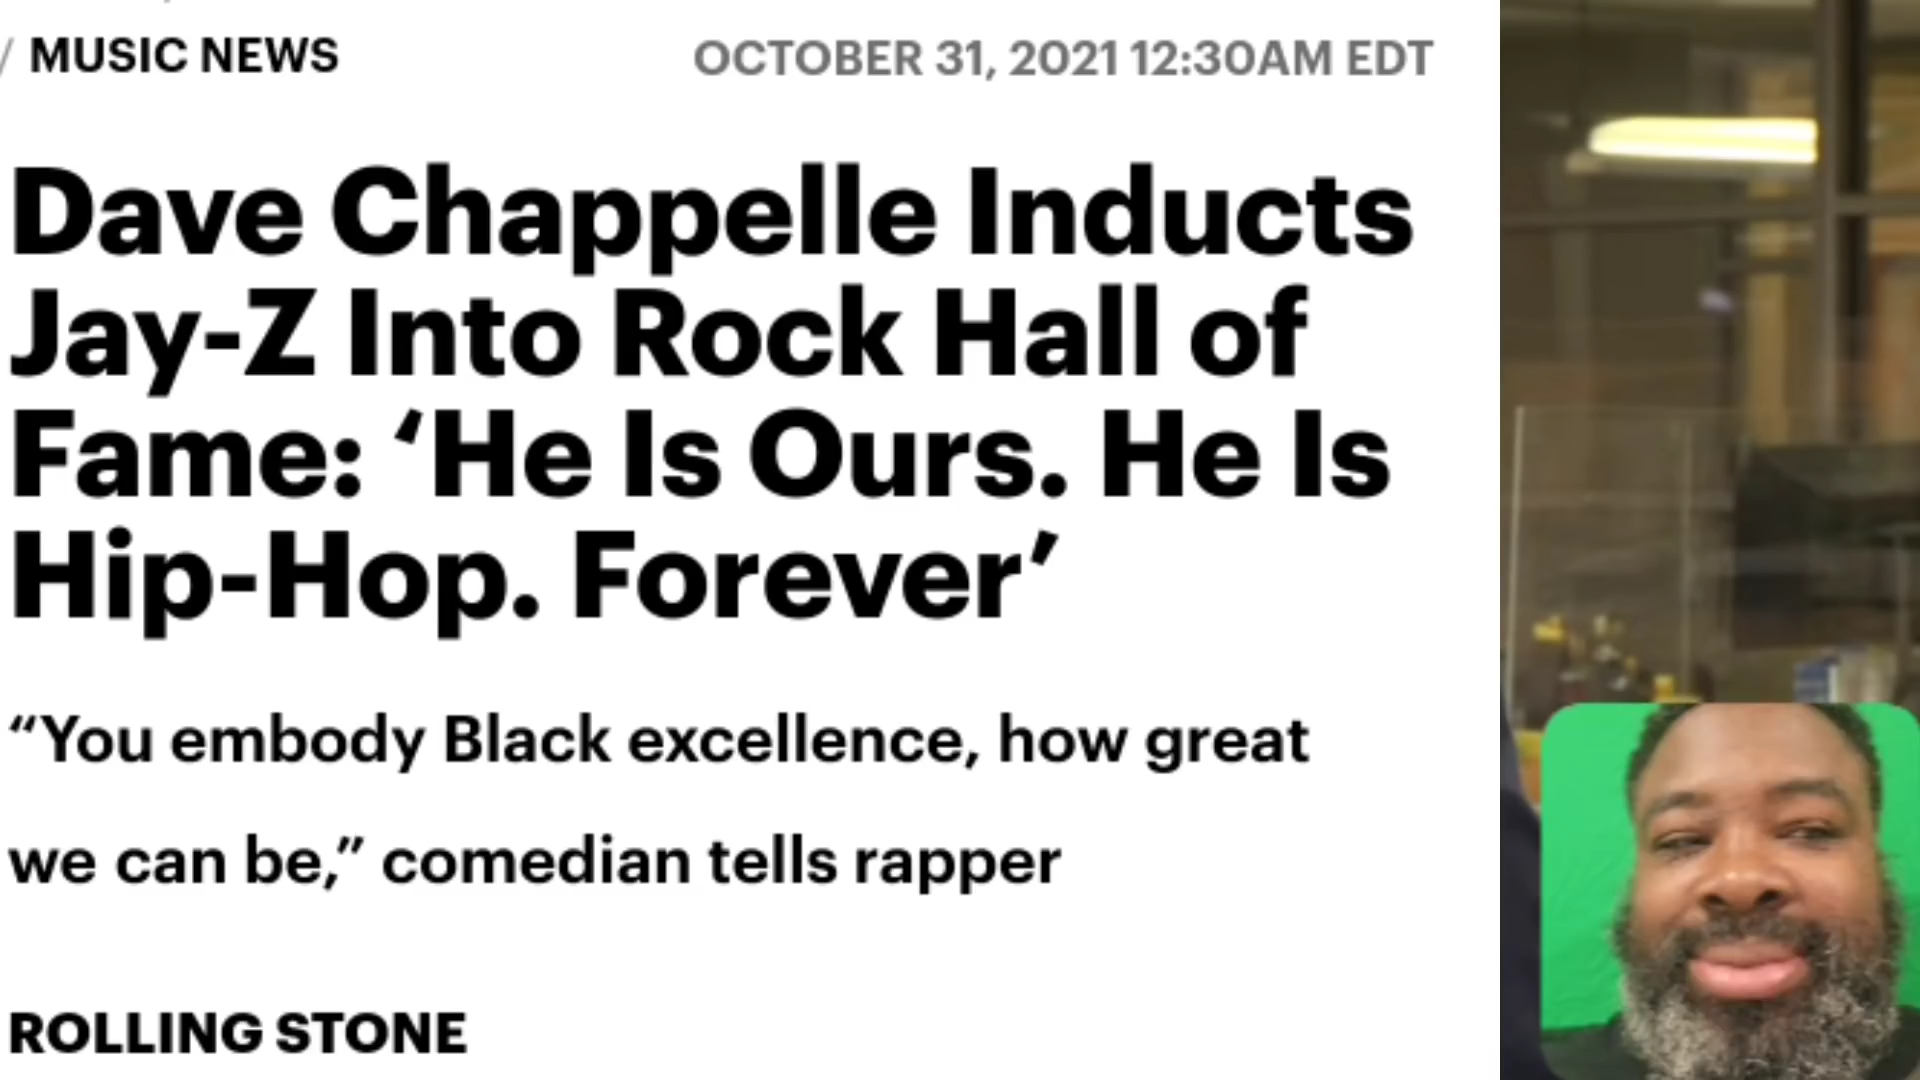 / MUSIC NEWS
OCTOBER 31, 2021 12:30AM EDT
Dave Chappelle Inducts
Jay-Z Into Rock Hall of
Fame: ‘He Is Ours. He Is
Hip-Hop. Forever’
“You embody Black excellence, how great
we can be,” comedian tells rapper
ROLLING STONE